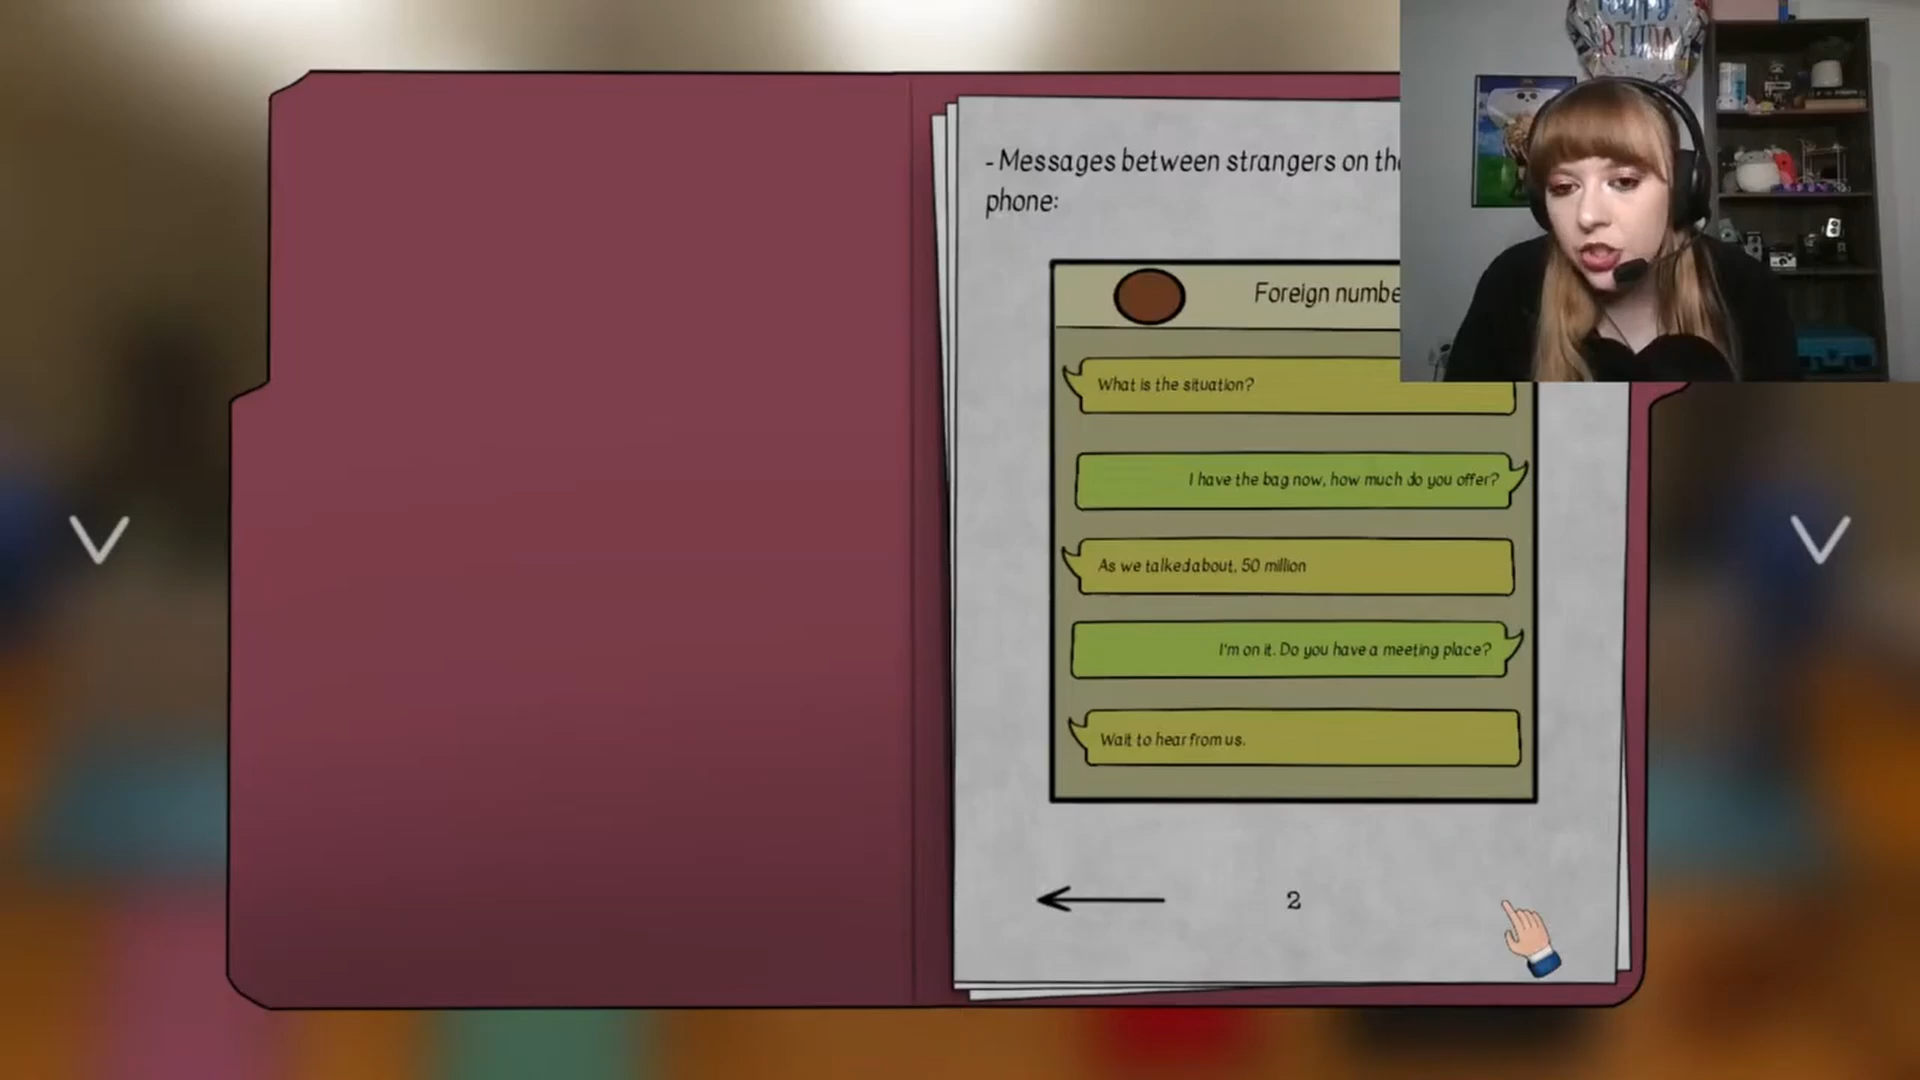 - Messages between strangers on the
phone:
Foreign numbe
What is the situation?
I have the bag now, how much do you offer?
As we talked about, 50 million
I'm on it. Do you have a meeting place?
Wait to hear from us.
2